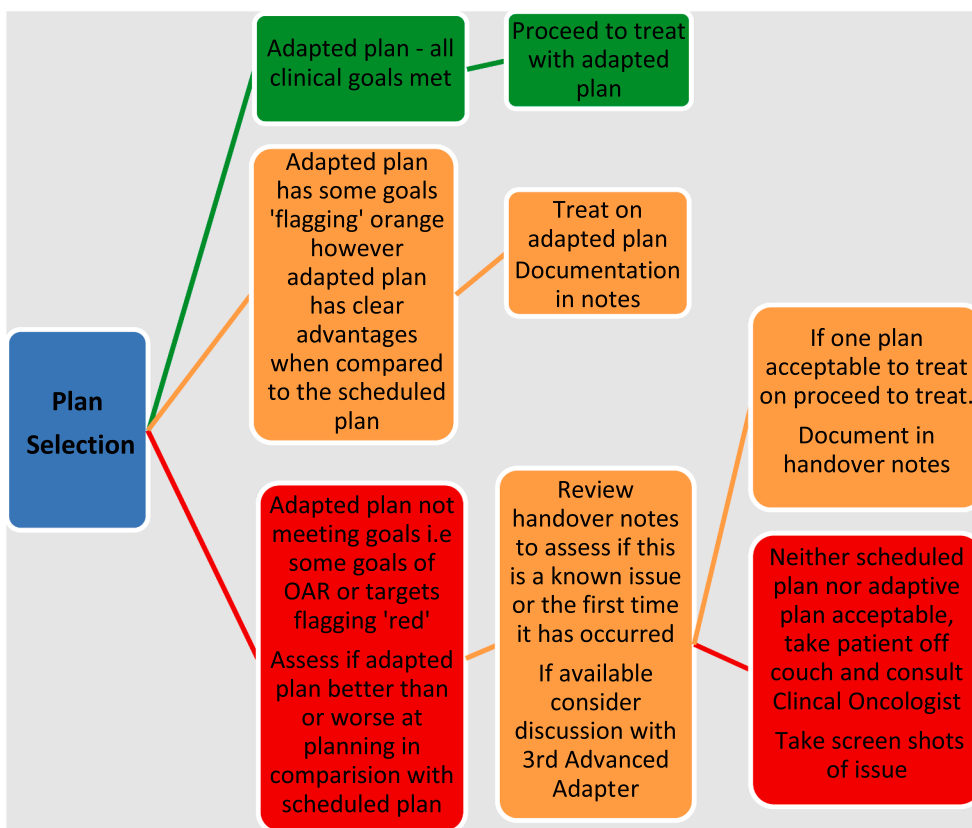 Plan
Selection
Adapted plan - all
clinical goals met
Proceed to treat
with adapted
plan
Adapted plan
has some goals
'flagging' orange
however
adapted plan
has clear
advantages
when compared
to the scheduled
plan
Treat on
adapted plan
Documentation
in notes
Adapted plan not
meeting goals i.e
some goals of
OAR or targets
flagging 'red'
Assess if adapted
plan better than
or worse at
planning in
comparision with
scheduled plan
Review
handover notes
to assess if this
is a known issue
or the first time
it has occurred
If available
consider
discussion with
3rd Advanced
Adapter
If one plan
acceptable to treat
on proceed to treat.
Document in
handover notes
Neither scheduled
plan nor adaptive
plan acceptable,
take patient off
couch and consult
Clincal Oncologist
Take screen shots
of issue